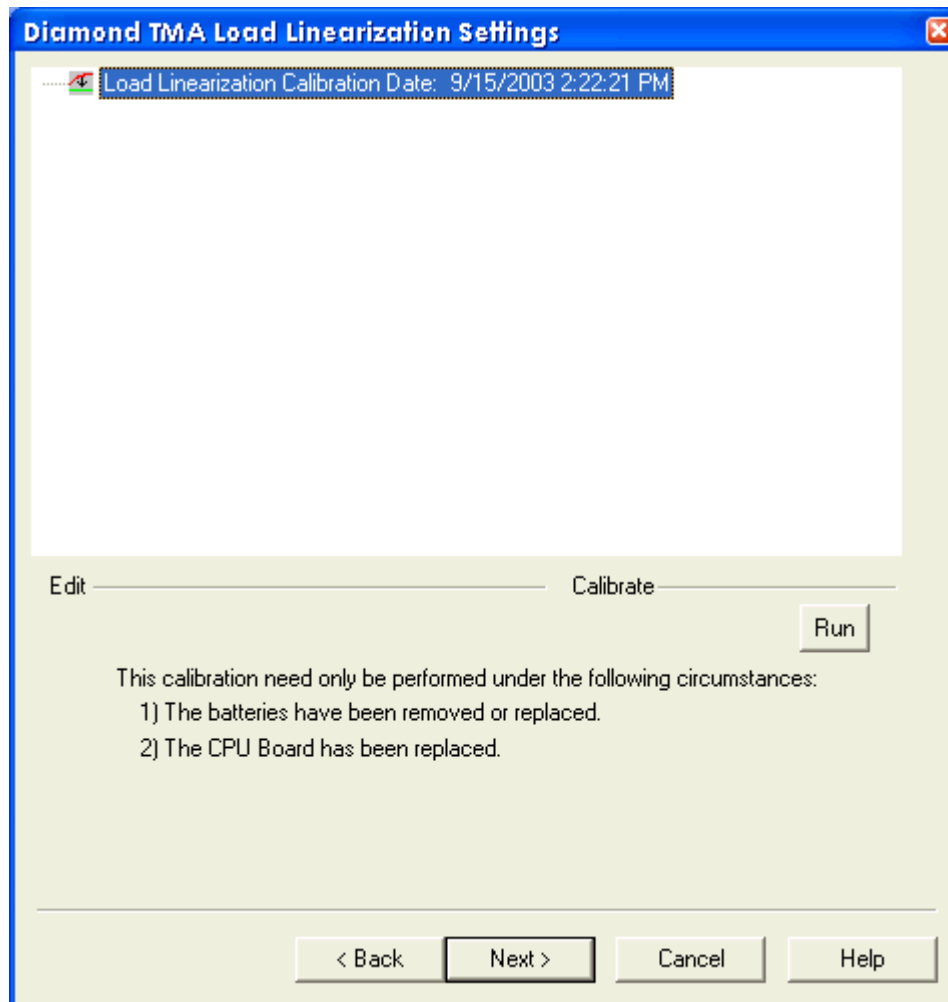 Diamond TMA Load Linearization Settings
Load Linearization Calibration Date:  9/15/2003 2:22:21 PM
Edit
Calibrate
Run
This calibration need only be performed under the following circumstances:
1) The batteries have been removed or replaced.
2) The CPU Board has been replaced.
< Back
Next >
Cancel
Help